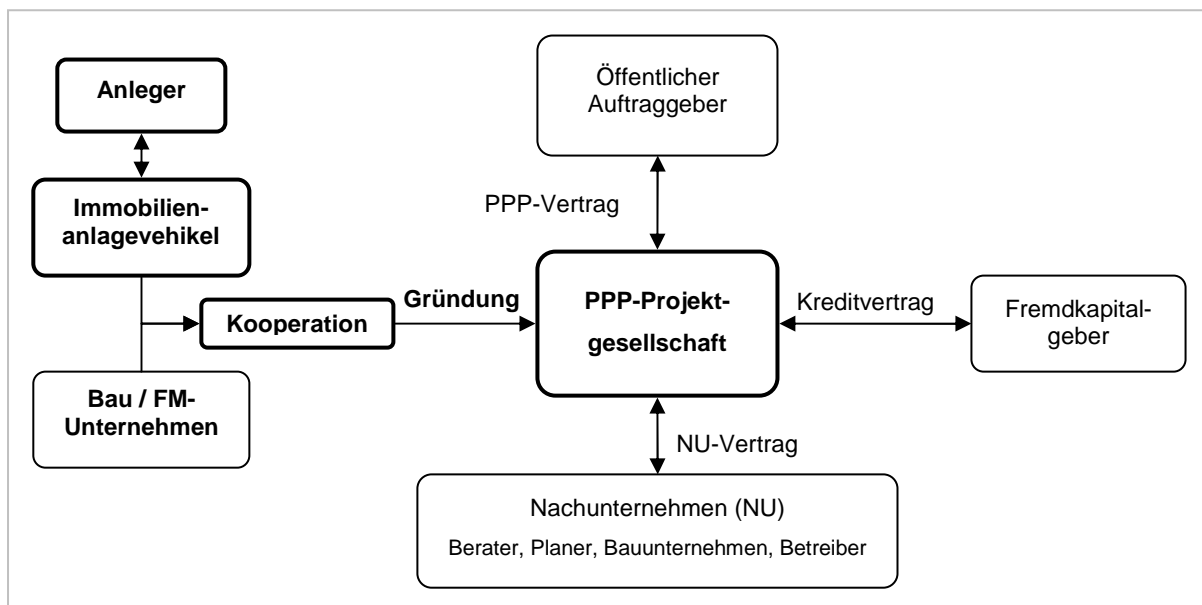 Anleger
Öffentlicher
Auftraggeber
Immobilien-
anlagevehikel
PPP-Vertrag
Gründung
Kooperation
PPP-Projekt-
gesellschaft
Kreditvertrag
Fremdkapital-
geber
Bau / FM-
Unternehmen
NU-Vertrag
Nachunternehmen (NU)
Berater, Planer, Bauunternehmen, Betreiber